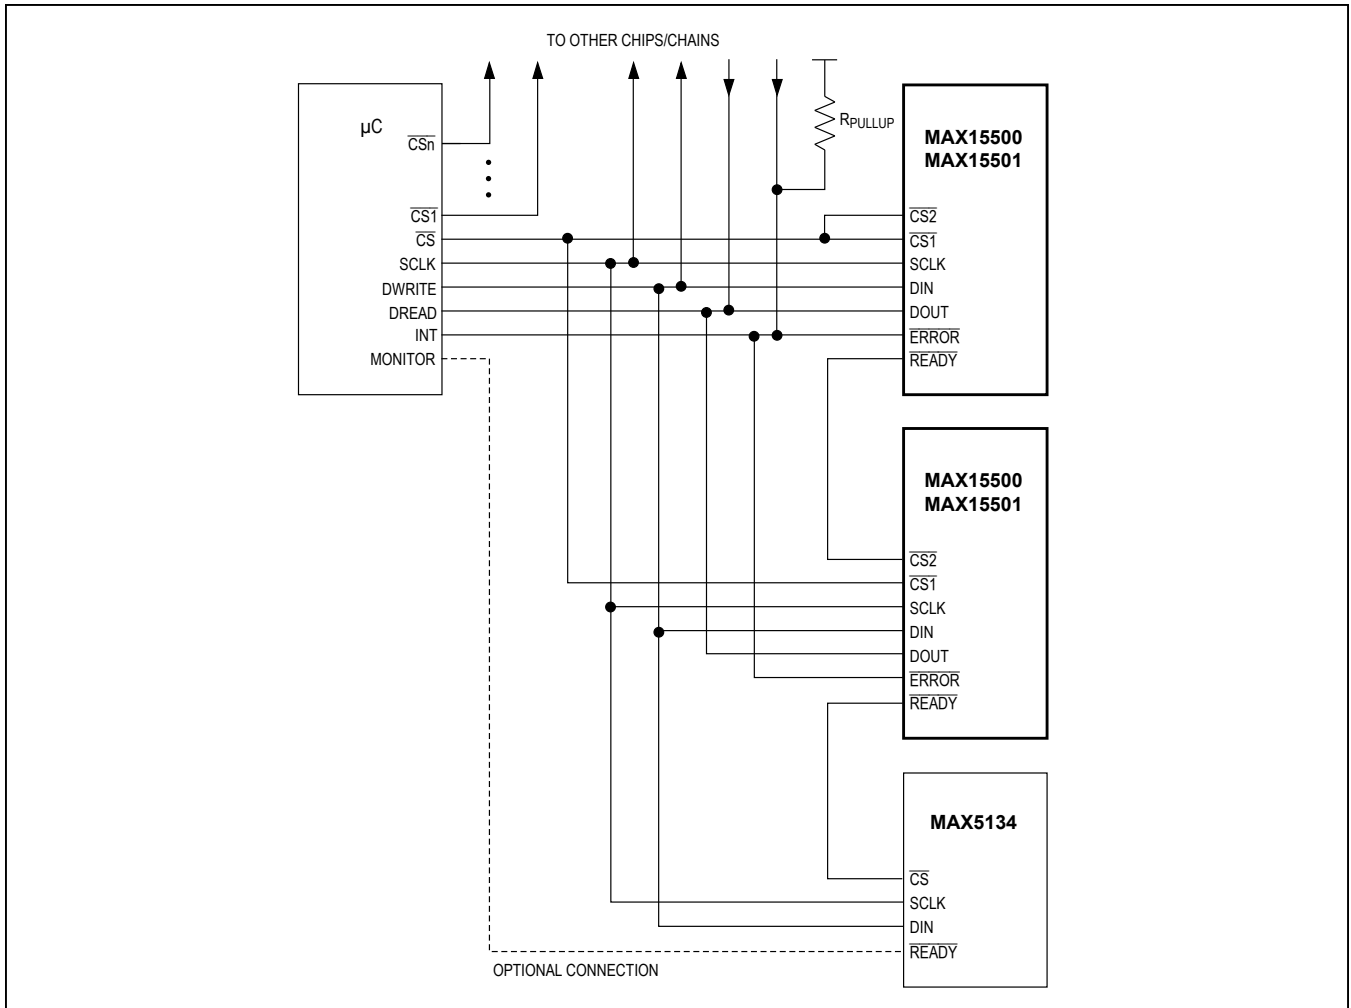 TO OTHER CHIPS/CHAINS
µC
CSn
CS1
CS
SCLK
DWRITE
DREAD
INT
MONITOR
RPULLUP
MAX15500
MAX15501
CS2
CS1
SCLK
DIN
DOUT
ERROR
READY
MAX15500
MAX15501
CS2
CS1
SCLK
DIN
DOUT
ERROR
READY
MAX5134
CS
SCLK
DIN
READY
OPTIONAL CONNECTION